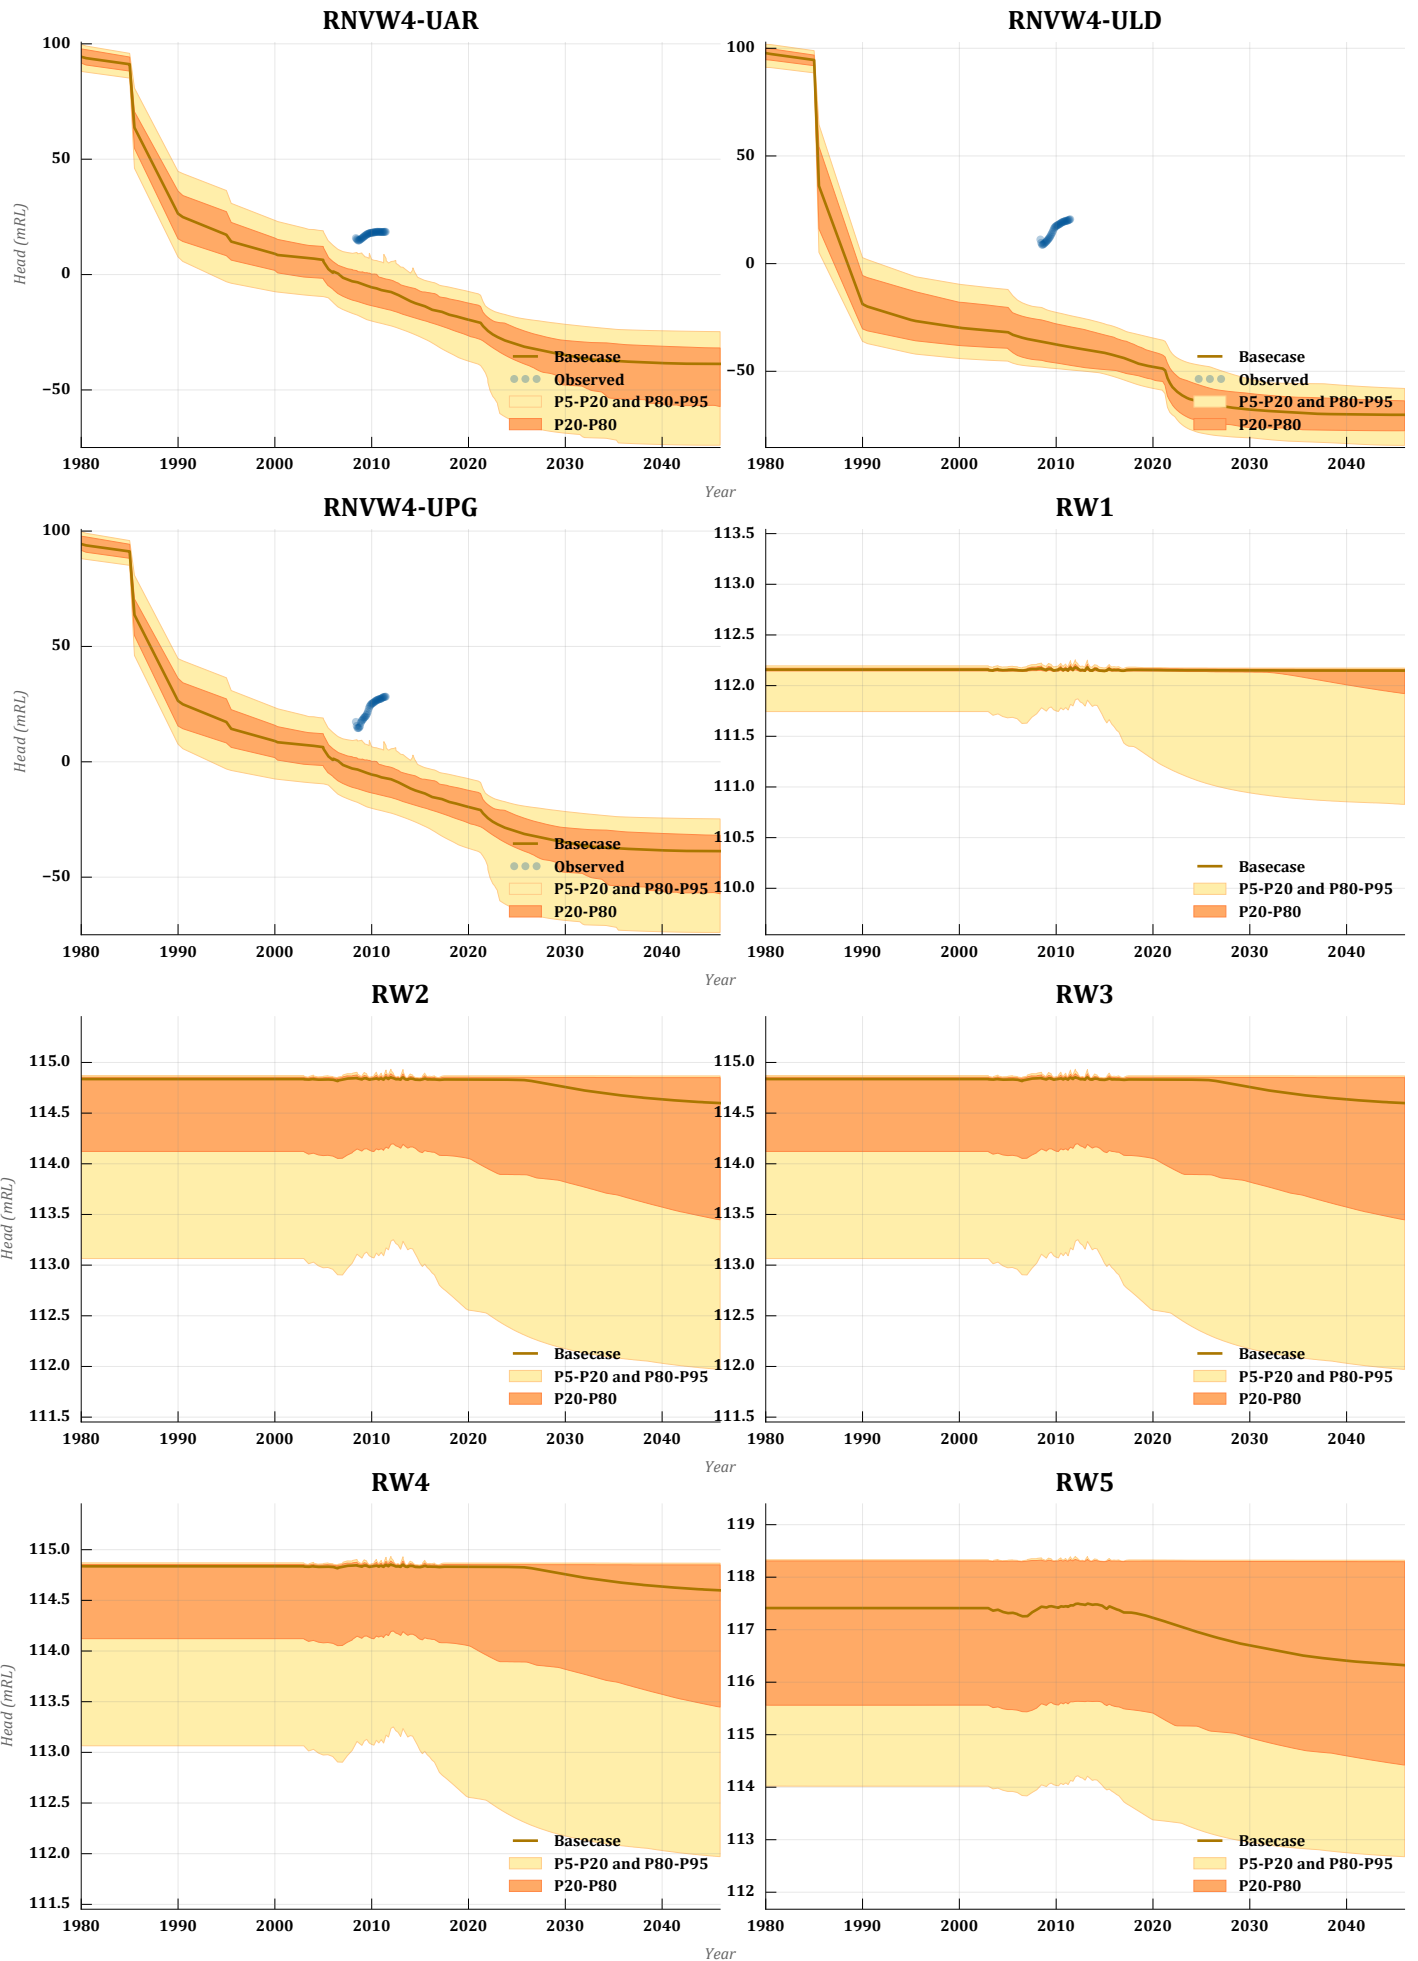 RNVW4-UAR
RNVW4-ULD
100
50
0
−50
Head (mRL)
100
50
0
−50
Basecase
Observed
P5-P20 and P80-P95
P20-P80
Basecase
Observed
P5-P20 and P80-P95
P20-P80
1980 1990 2000 2010 2020 2030 2040
1980 1990 2000 2010 2020 2030 2040
Year
RNVW4-UPG
RW1
100
50
0
−50
Head (mRL)
113.5
113.0
112.5
112.0
111.5
111.0
110.5
110.0
Basecase
Observed
P5-P20 and P80-P95
P20-P80
Basecase
P5-P20 and P80-P95
P20-P80
1980 1990 2000 2010 2020 2030 2040
1980 1990 2000 2010 2020 2030 2040
Year
RW2
RW3
115.0
114.5
114.0
113.5
113.0
112.5
112.0
111.5
Head (mRL)
115.0
114.5
114.0
113.5
113.0
112.5
112.0
111.5
Basecase
P5-P20 and P80-P95
P20-P80
Basecase
P5-P20 and P80-P95
P20-P80
1980 1990 2000 2010 2020 2030 2040
1980 1990 2000 2010 2020 2030 2040
Year
RW4
RW5
115.0
114.5
114.0
113.5
113.0
112.5
112.0
111.5
Head (mRL)
119
118
117
116
115
114
113
112
Basecase
P5-P20 and P80-P95
P20-P80
Basecase
P5-P20 and P80-P95
P20-P80
1980 1990 2000 2010 2020 2030 2040
1980 1990 2000 2010 2020 2030 2040
Year